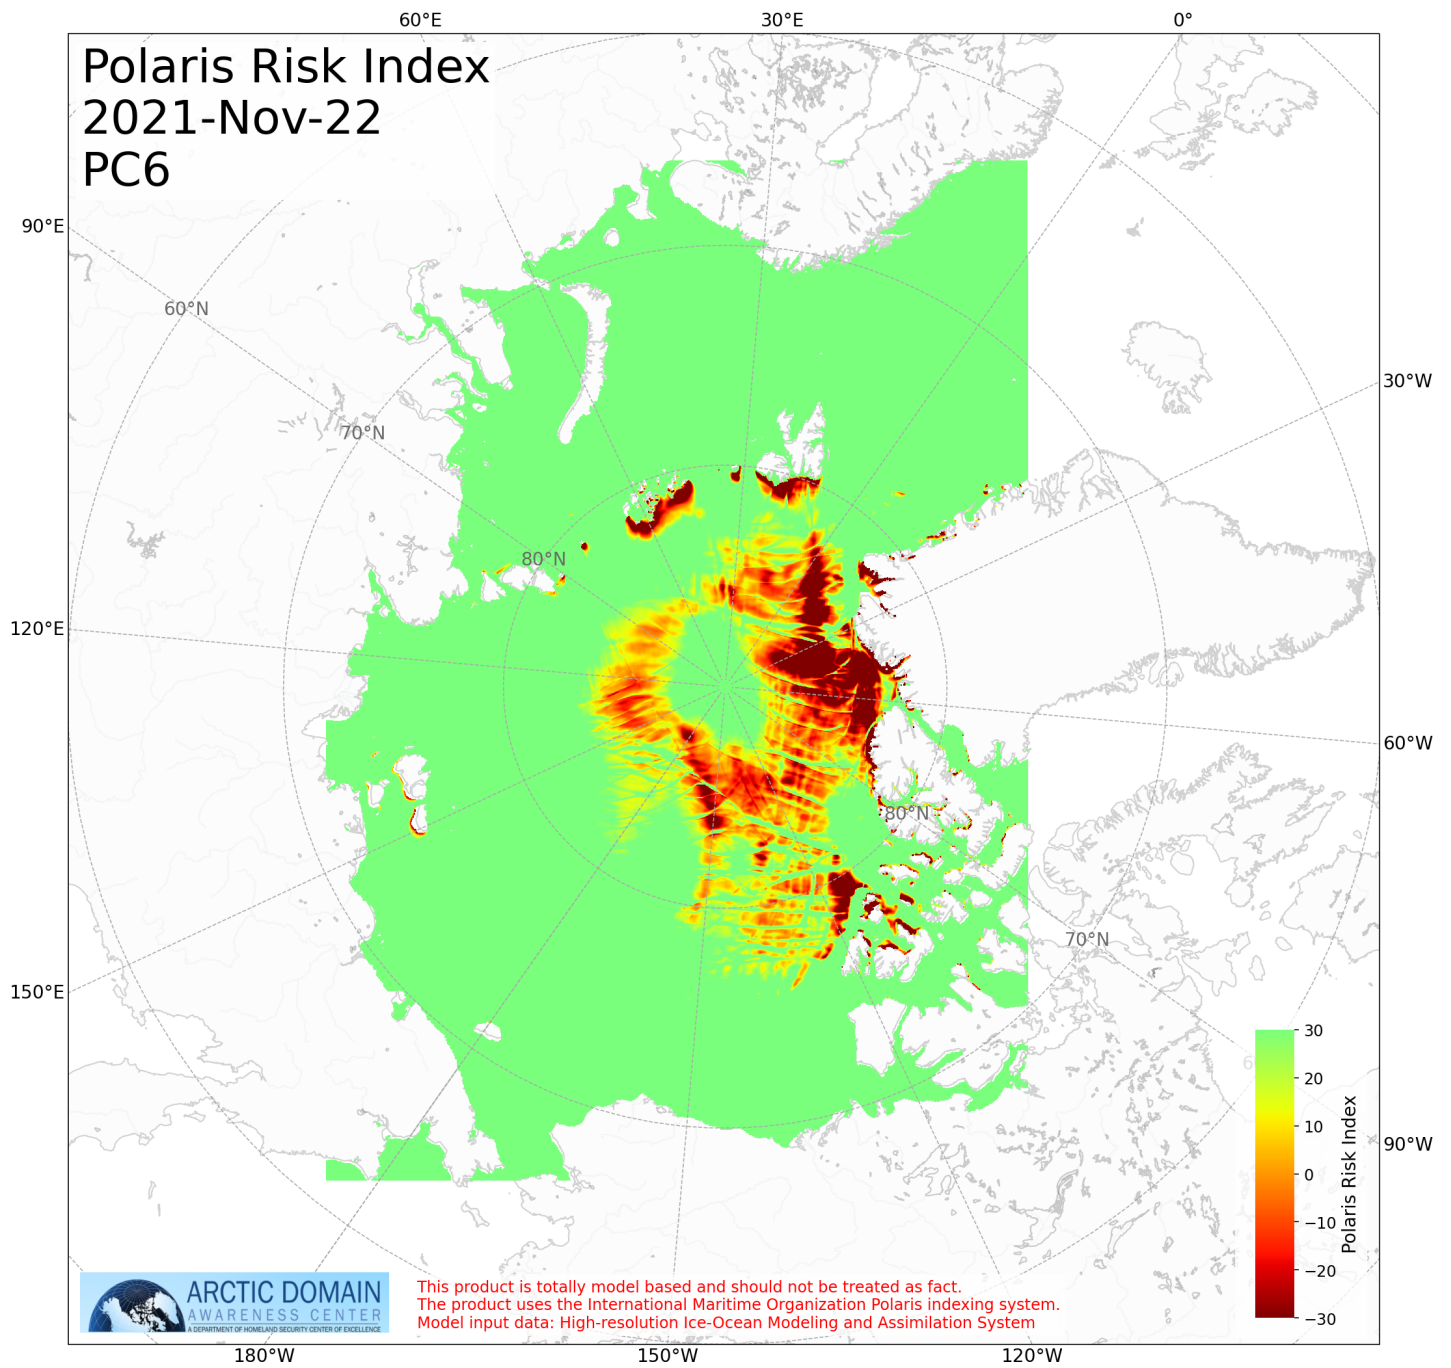 60°E 30°E 0°
Polaris Risk Index
2021-Nov-22
PC6
90°E
60°N
30°W
70°N
80°N
120°E
60°W
80°N
70°N
150°E
30
20
10
0
−10
−20
−30
Polaris Risk Index
90°W
ARCTIC DOMAIN
AWARENESS CENTER
A DEPARTMENT OF HOMELAND SECURITY CENTER OF EXCELLENCE
This product is totally model based and should not be treated as fact.
The product uses the International Maritime Organization Polaris indexing system.
Model input data: High-resolution Ice-Ocean Modeling and Assimilation System
180°W 150°W 120°W